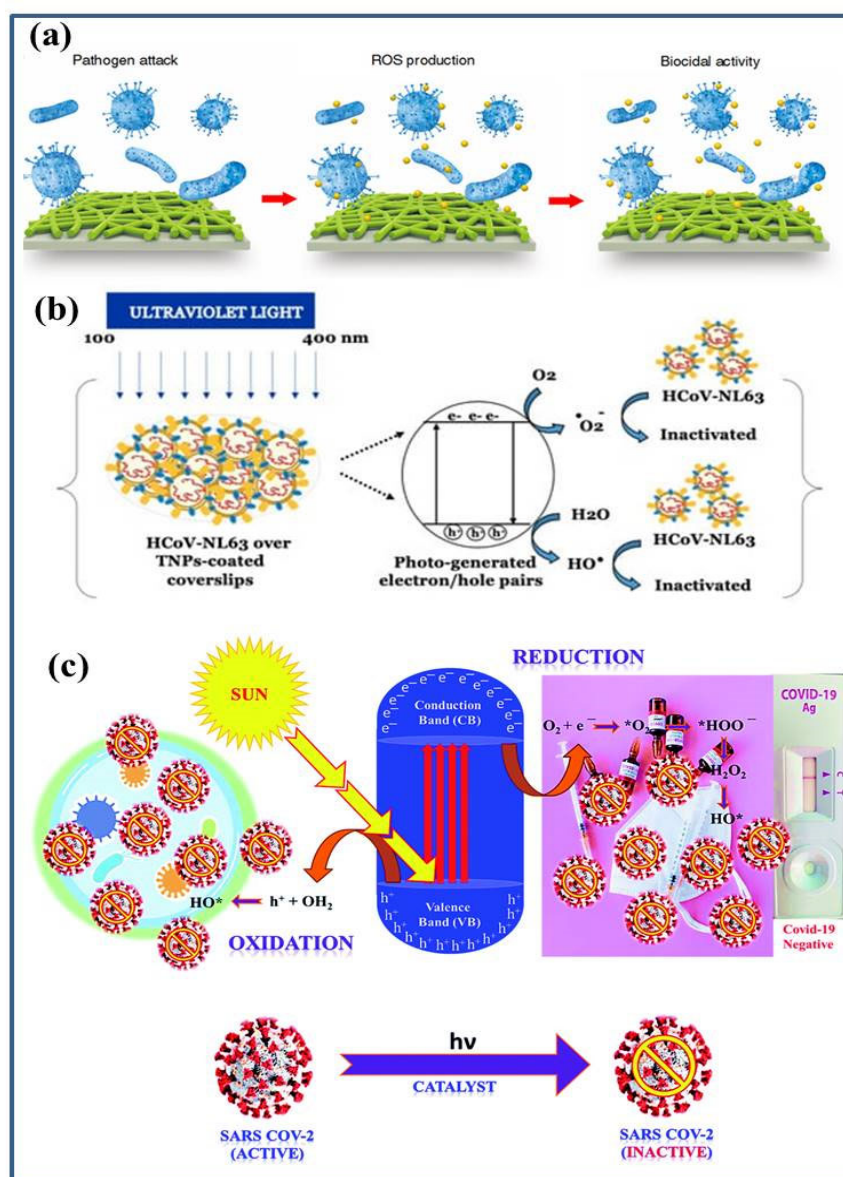 (a)
Pathogen attack
ROS production
Biocidal activity
(b)
ULTRAVIOLET LIGHT
100
400 nm
HCoV-NL63 over
TNPs-coated
coverslips
e- e- e-
h⁺ h⁺ h⁺
Photo-generated
electron/hole pairs
O2
•O2⁻
HCoV-NL63
Inactivated
H2O
HO•
HCoV-NL63
Inactivated
(c)
SUN
HO* h⁺ + OH₂
OXIDATION
e⁻ e⁻ e⁻ e⁻ e⁻ e⁻ e⁻ e⁻ e⁻
Conduction
Band (CB)
Valence
Band (VB)
h⁺ h⁺ h⁺ h⁺ h⁺ h⁺ h⁺ h⁺ h⁺
REDUCTION
O₂ + e⁻ *O₂ *HOO⁻
H₂O₂
HO*
COVID-19
Ag
C
T
Covid-19
Negative
hν
CATALYST
SARS COV-2
(ACTIVE)
SARS COV-2
(INACTIVE)